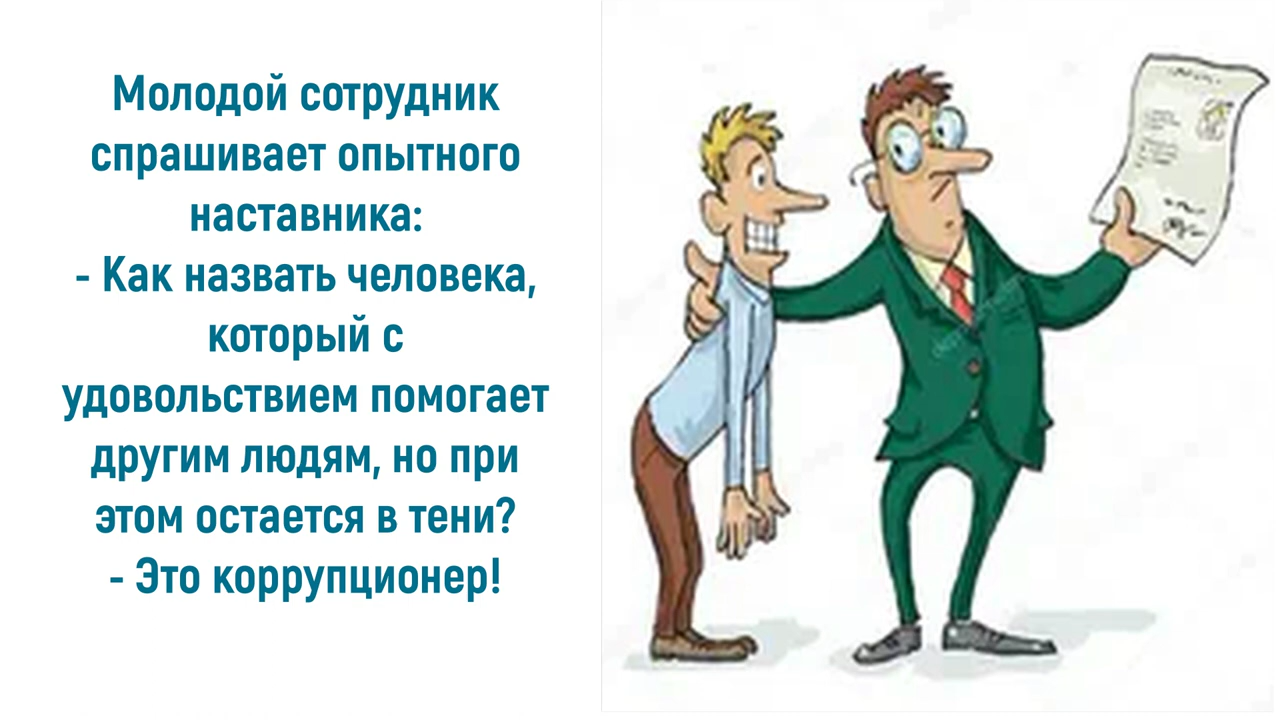 Молодой сотрудник
спрашивает опытного
наставника:
- Как назвать человека,
который с
удовольствием помогает
другим людям, но при
этом остается в тени?
- Это коррупционер!